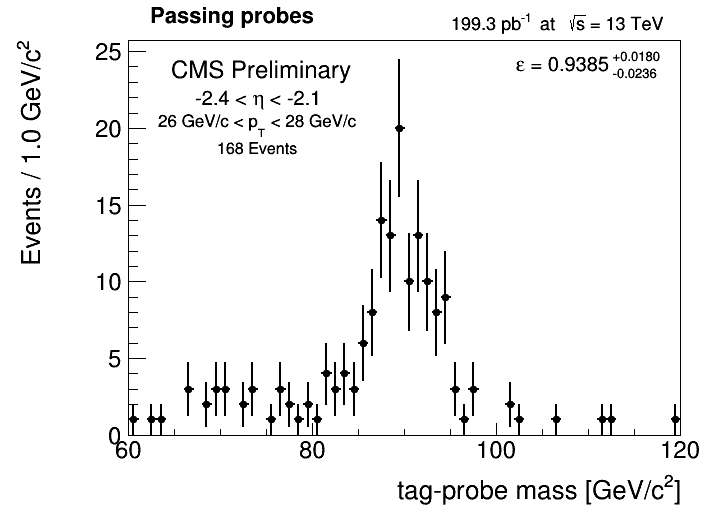 Passing probes
199.3 pb⁻¹ at √s = 13 TeV
CMS Preliminary
ε = 0.9385 +0.0180 -0.0236
-2.4 < η < -2.1
26 GeV/c < p_T < 28 GeV/c
168 Events
Events / 1.0 GeV/c²
25
20
15
10
5
0
60 80 100 120
tag-probe mass [GeV/c²]